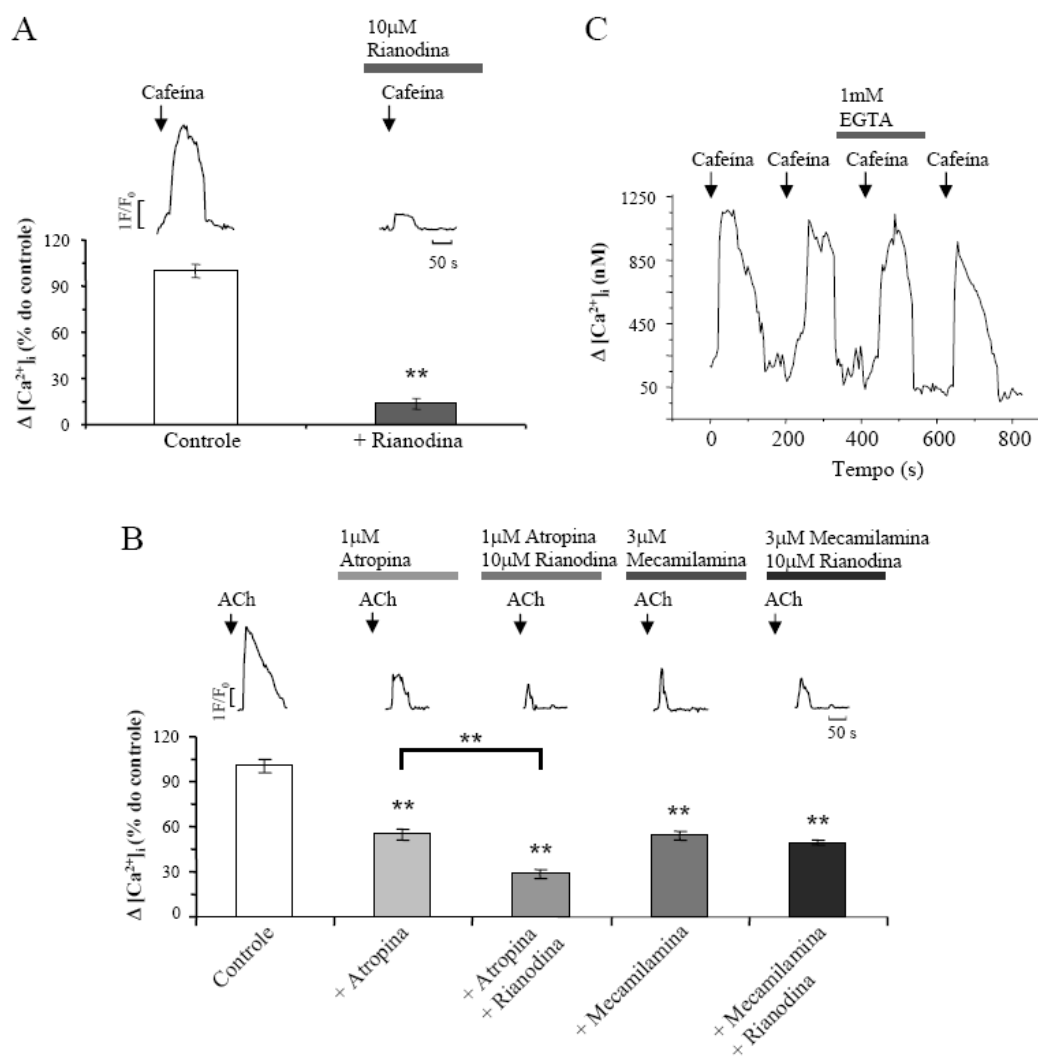 A
10μM
Rianodina
Cafeína
Cafeína
1F/F₀
50 s
120
90
60
30
0
Δ [Ca²⁺]ᵢ (% do controle)
**
Controle
+ Rianodina
C
1mM
EGTA
Cafeína
Cafeína
Cafeína
Cafeína
1250
850
450
50
Δ [Ca²⁺]ᵢ (nM)
0
200
400
600
800
Tempo (s)
B
1μM
Atropina
1μM Atropina
10μM Rianodina
3μM
Mecamilamina
3μM Mecamilamina
10μM Rianodina
ACh
ACh
ACh
ACh
ACh
1F/F₀
50 s
120
90
60
30
0
Δ [Ca²⁺]ᵢ (% do controle)
**
**
**
**
**
Controle
+ Atropina
+ Atropina
+ Rianodina
+ Mecamilamina
+ Mecamilamina
+ Rianodina